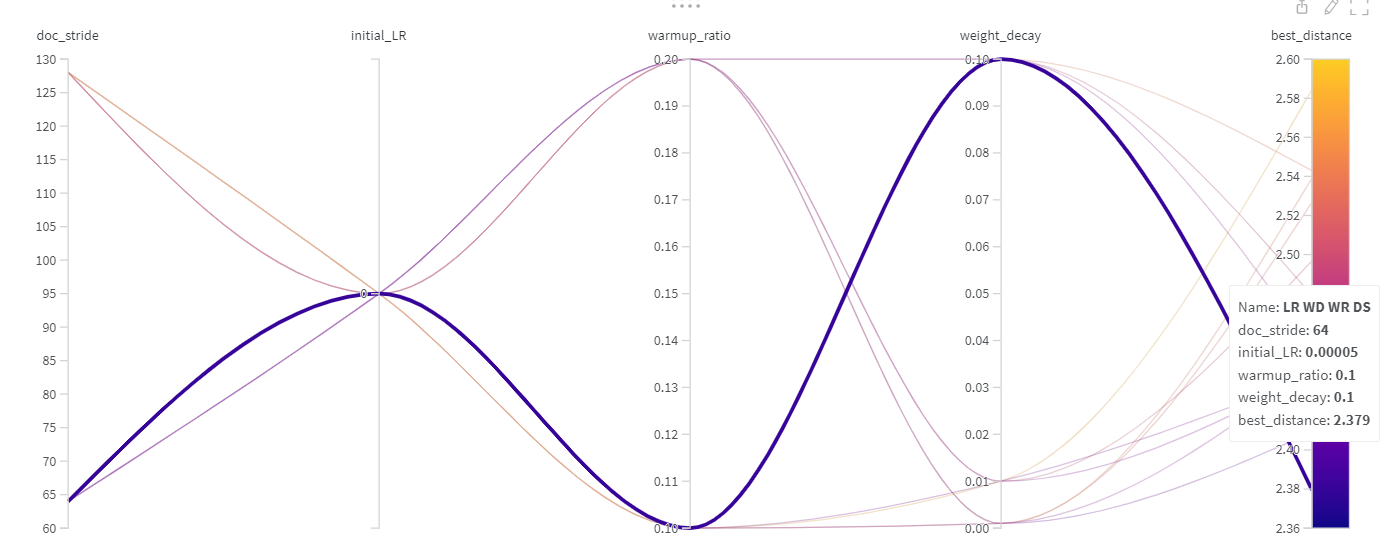 doc_stride initial_LR warmup_ratio weight_decay best_distance
130 0.20 0.10 2.60
125 0.19 0.09 2.58
120 0.18 0.08 2.56
115 0.17 0.07 2.54
110 0.16 0.06 2.52
105
100 2.50
95 0 0.15 0.05
90 0.14 0.04
85 0.13 0.03
80 0.12 0.02
75 0.11 0.01
70 0.10 0.00
65
60
Name: LR WD WR DS
doc_stride: 64
initial_LR: 0.00005
warmup_ratio: 0.1
weight_decay: 0.1
best_distance: 2.379
2.40
2.38
2.36